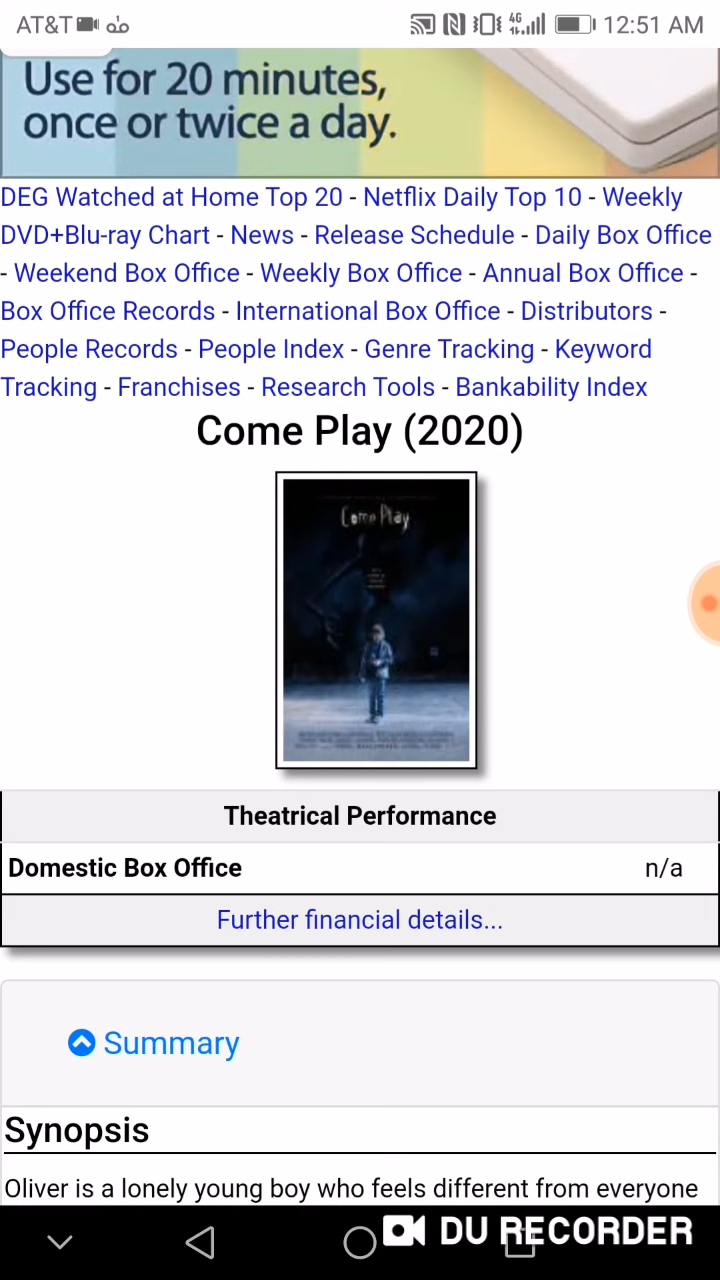 AT&T 4G 12:51 AM
Use for 20 minutes,
once or twice a day.
DEG Watched at Home Top 20 - Netflix Daily Top 10 - Weekly
DVD+Blu-ray Chart - News - Release Schedule - Daily Box Office
- Weekend Box Office - Weekly Box Office - Annual Box Office -
Box Office Records - International Box Office - Distributors -
People Records - People Index - Genre Tracking - Keyword
Tracking - Franchises - Research Tools - Bankability Index
Come Play (2020)
Come Play
Theatrical Performance
Domestic Box Office n/a
Further financial details...
Summary
Synopsis
Oliver is a lonely young boy who feels different from everyone
DU RECORDER